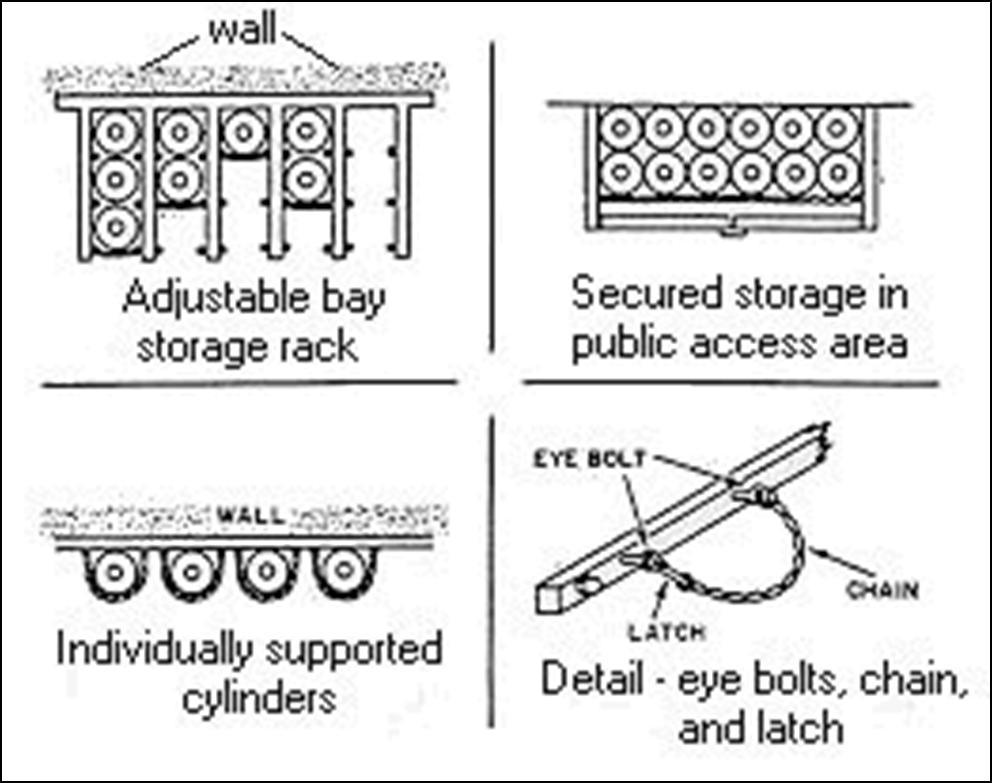 wall
Adjustable bay
storage rack
Secured storage in
public access area
WALL
Individually supported
cylinders
EYE BOLT
CHAIN
LATCH
Detail - eye bolts, chain,
and latch